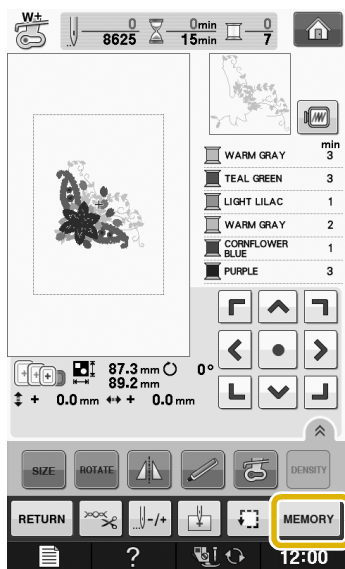 W±
0 0min 0
8625 15min 7
min
WARM GRAY 3
TEAL GREEN 3
LIGHT LILAC 1
WARM GRAY 2
CORNFLOWER
BLUE 1
PURPLE 3
87.3 mm 0°
89.2 mm
+ 0.0 mm + 0.0 mm
SIZE ROTATE DENSITY
RETURN -/+ MEMORY
? 12:00